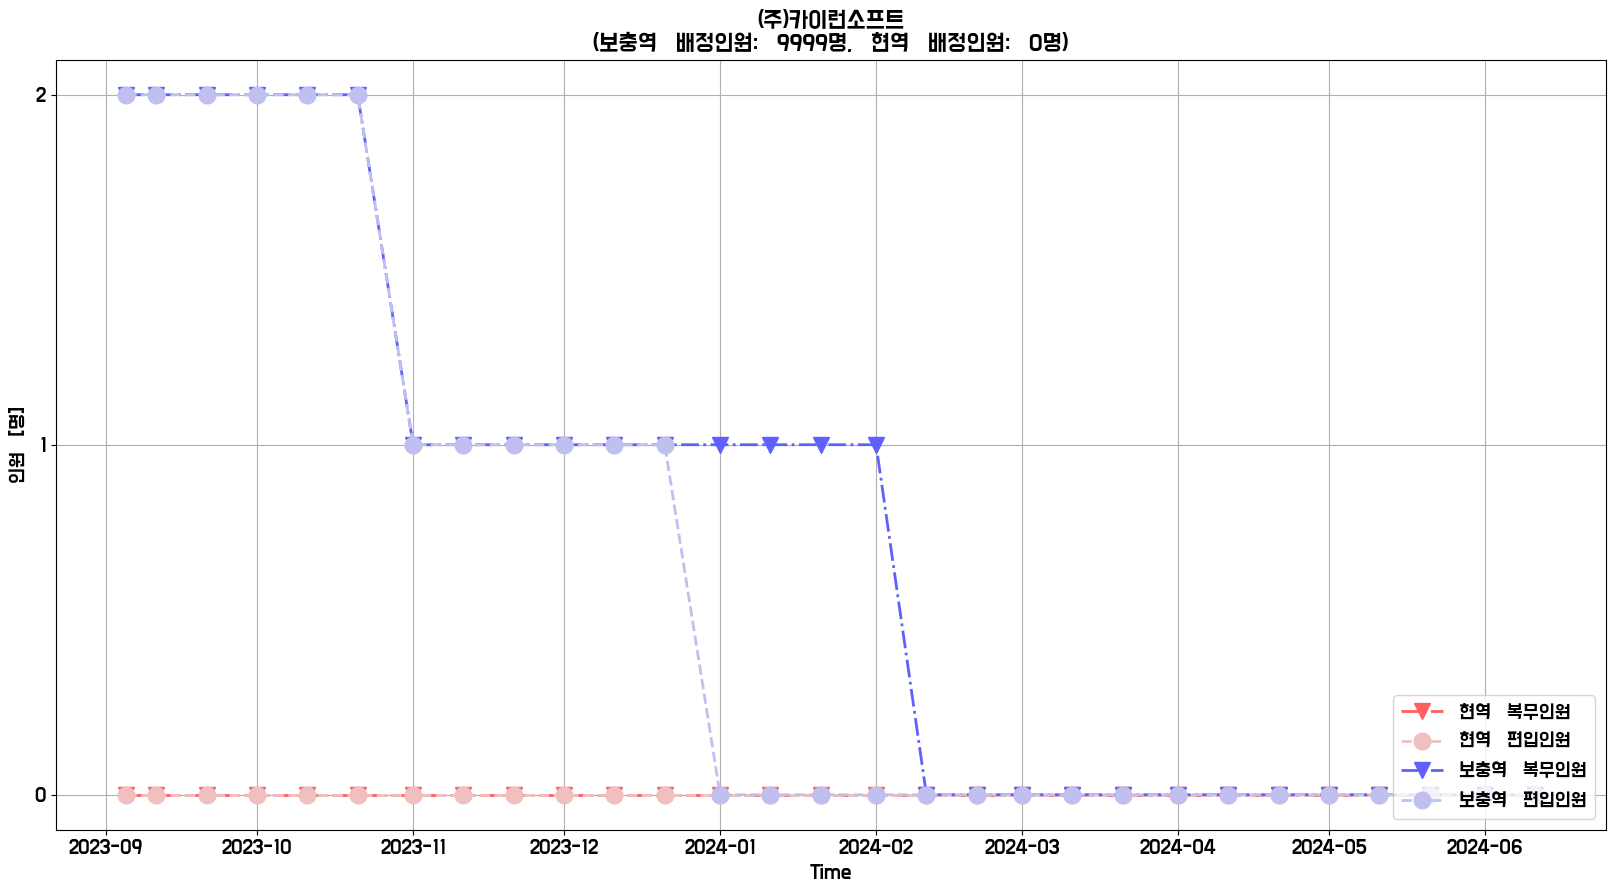 (주)카이런소프트
(보충역 배정인원: 9999명, 현역 배정인원: 0명)
인원 [명]
2
1
0
현역 복무인원
현역 편입인원
보충역 복무인원
보충역 편입인원
2023-09 2023-10 2023-11 2023-12 2024-01 2024-02 2024-03 2024-04 2024-05 2024-06
Time